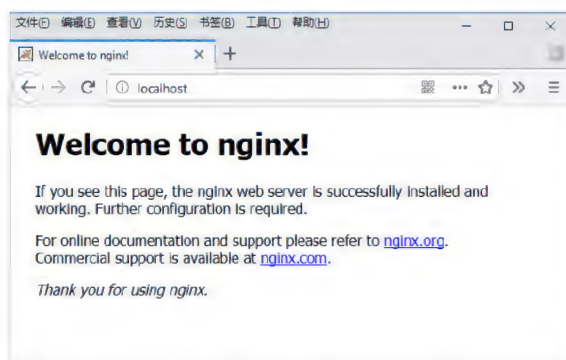 文件(F) 编辑(E) 查看(V) 历史(S) 书签(B) 工具(T) 帮助(H)
Welcome to nginx!
localhost
Welcome to nginx!
If you see this page, the nginx web server is successfully installed and
working. Further configuration is required.
For online documentation and support please refer to nginx.org.
Commercial support is available at nginx.com.
Thank you for using nginx.